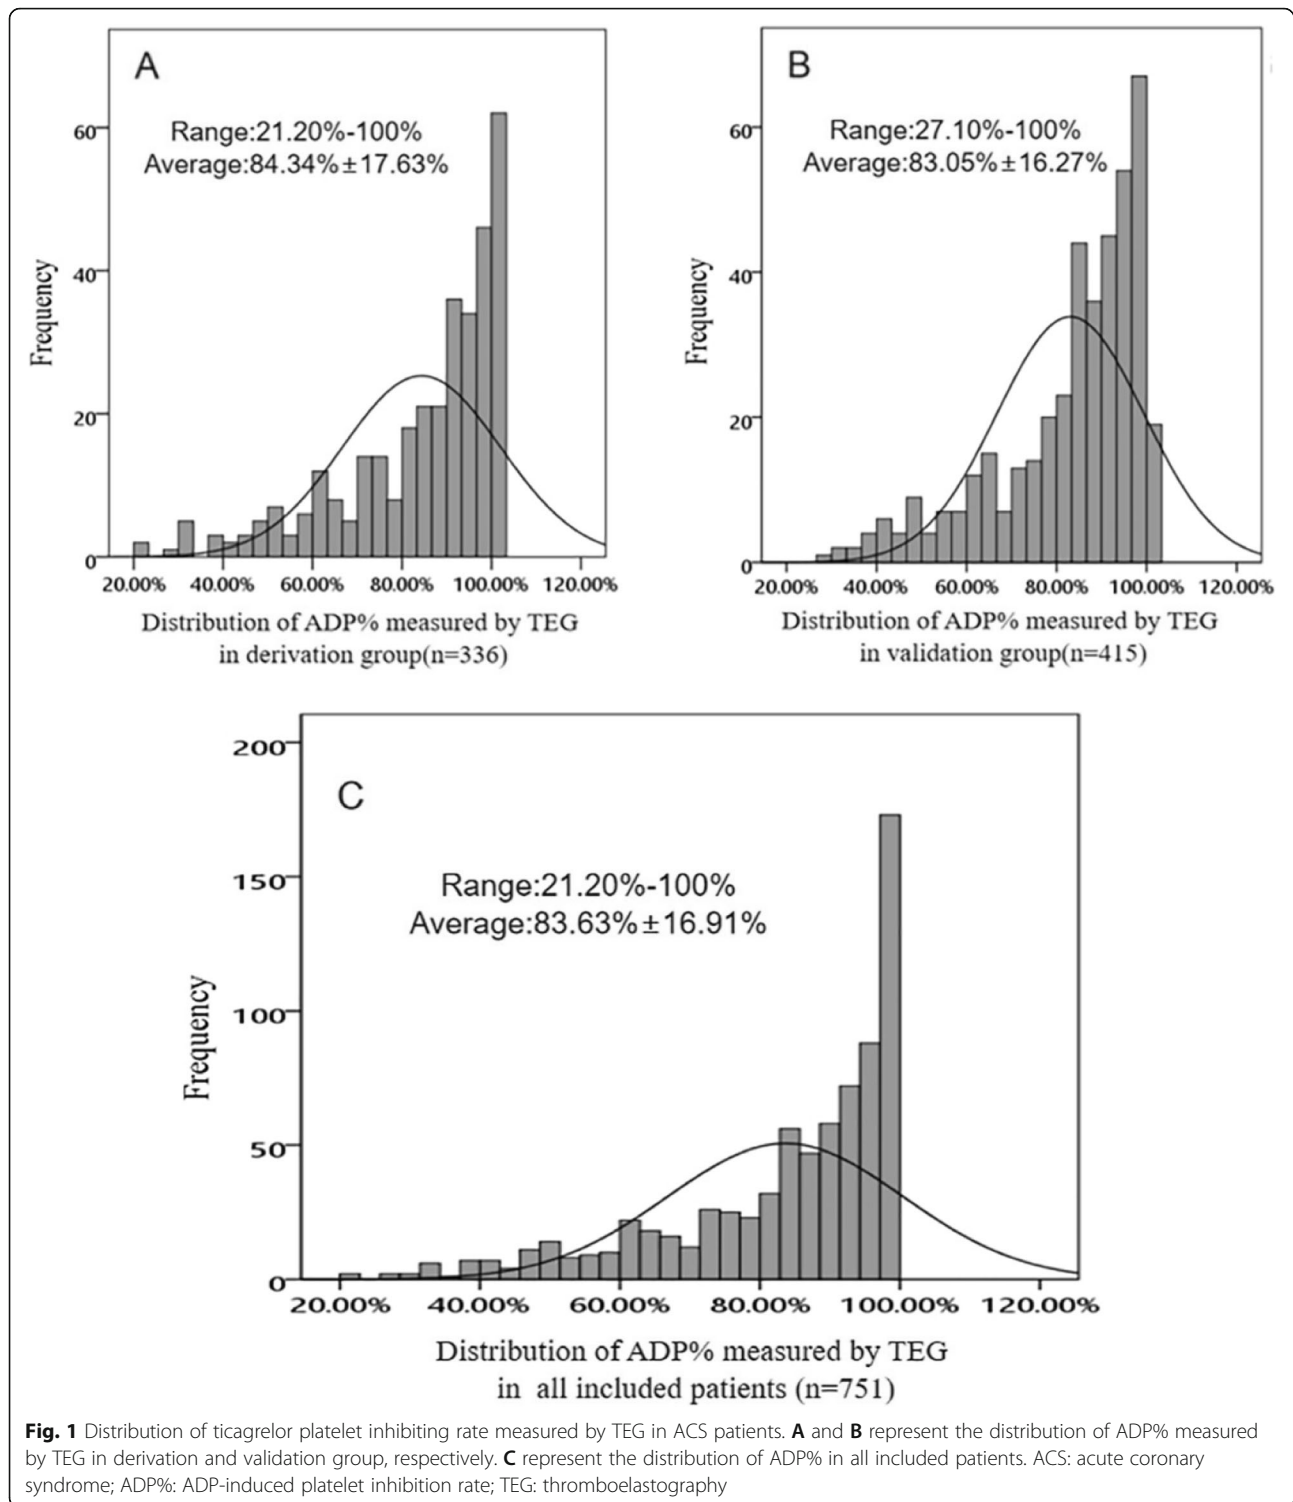 A
Range:21.20%-100%
Average:84.34%±17.63%
60
40
20
0
Frequency
20.00% 40.00% 60.00% 80.00% 100.00% 120.00%
Distribution of ADP% measured by TEG
in derivation group(n=336)
B
Range:27.10%-100%
Average:83.05%±16.27%
60
40
20
0
Frequency
20.00% 40.00% 60.00% 80.00% 100.00% 120.00%
Distribution of ADP% measured by TEG
in validation group(n=415)
C
Range:21.20%-100%
Average:83.63%±16.91%
200
150
100
50
0
Frequency
20.00% 40.00% 60.00% 80.00% 100.00% 120.00%
Distribution of ADP% measured by TEG
in all included patients (n=751)
Fig. 1 Distribution of ticagrelor platelet inhibiting rate measured by TEG in ACS patients. A and B represent the distribution of ADP% measured
by TEG in derivation and validation group, respectively. C represent the distribution of ADP% in all included patients. ACS: acute coronary
syndrome; ADP%: ADP-induced platelet inhibition rate; TEG: thromboelastography